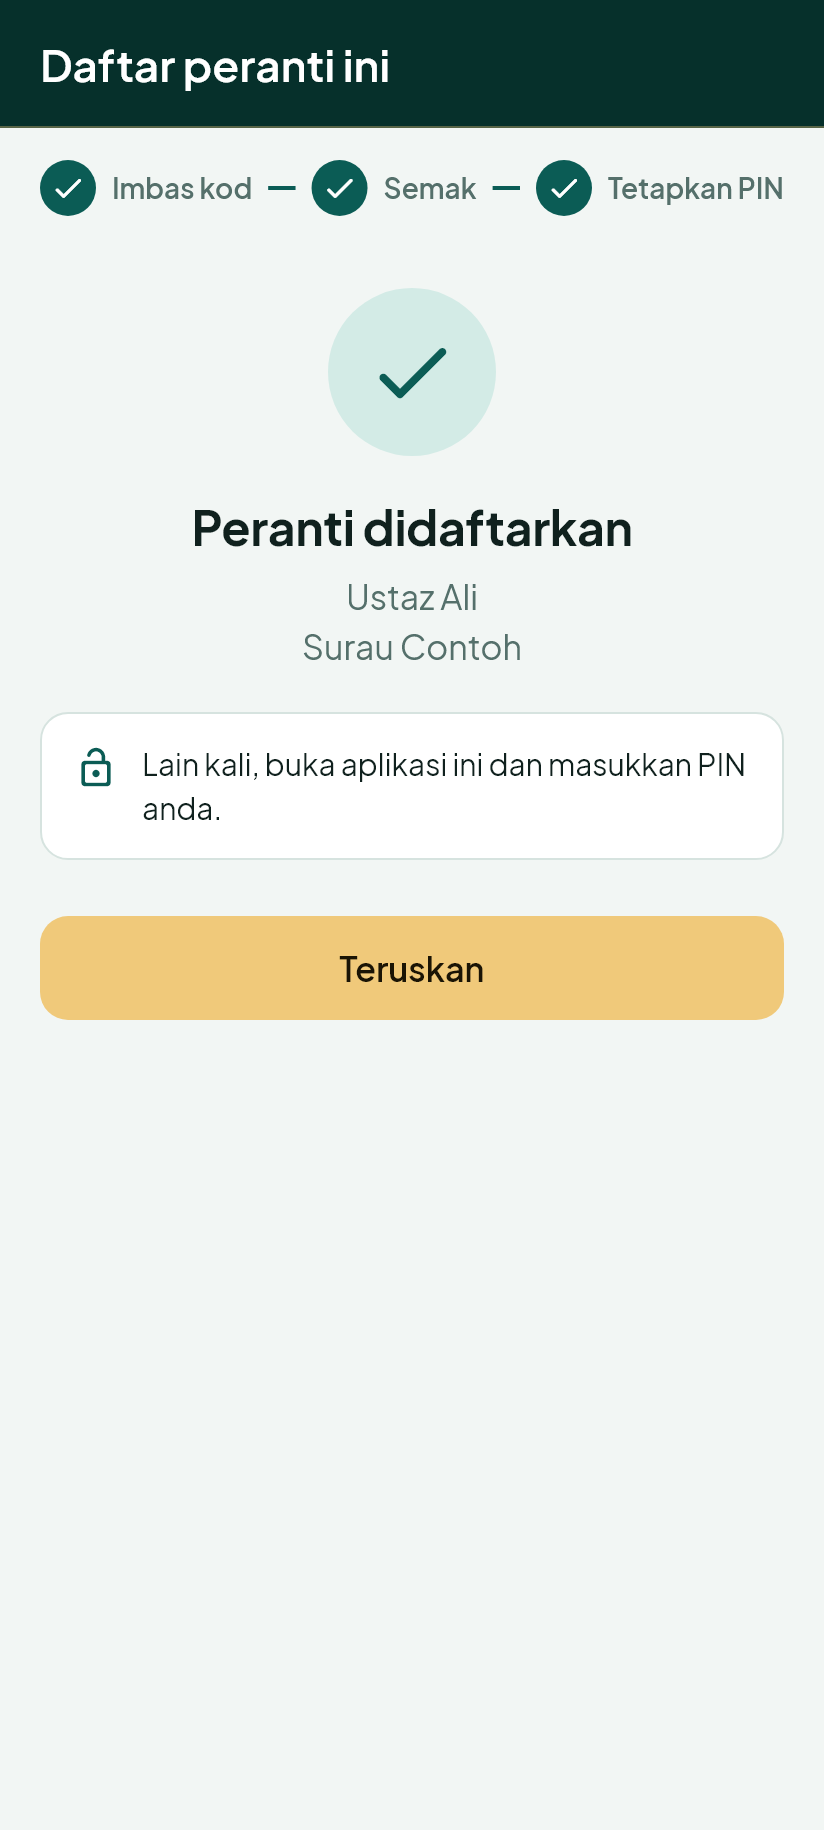 Daftar peranti ini
Imbas kod
Semak
Tetapkan PIN
Peranti didaftarkan
Ustaz Ali
Surau Contoh
Lain kali, buka aplikasi ini dan masukkan PIN
anda.
Teruskan